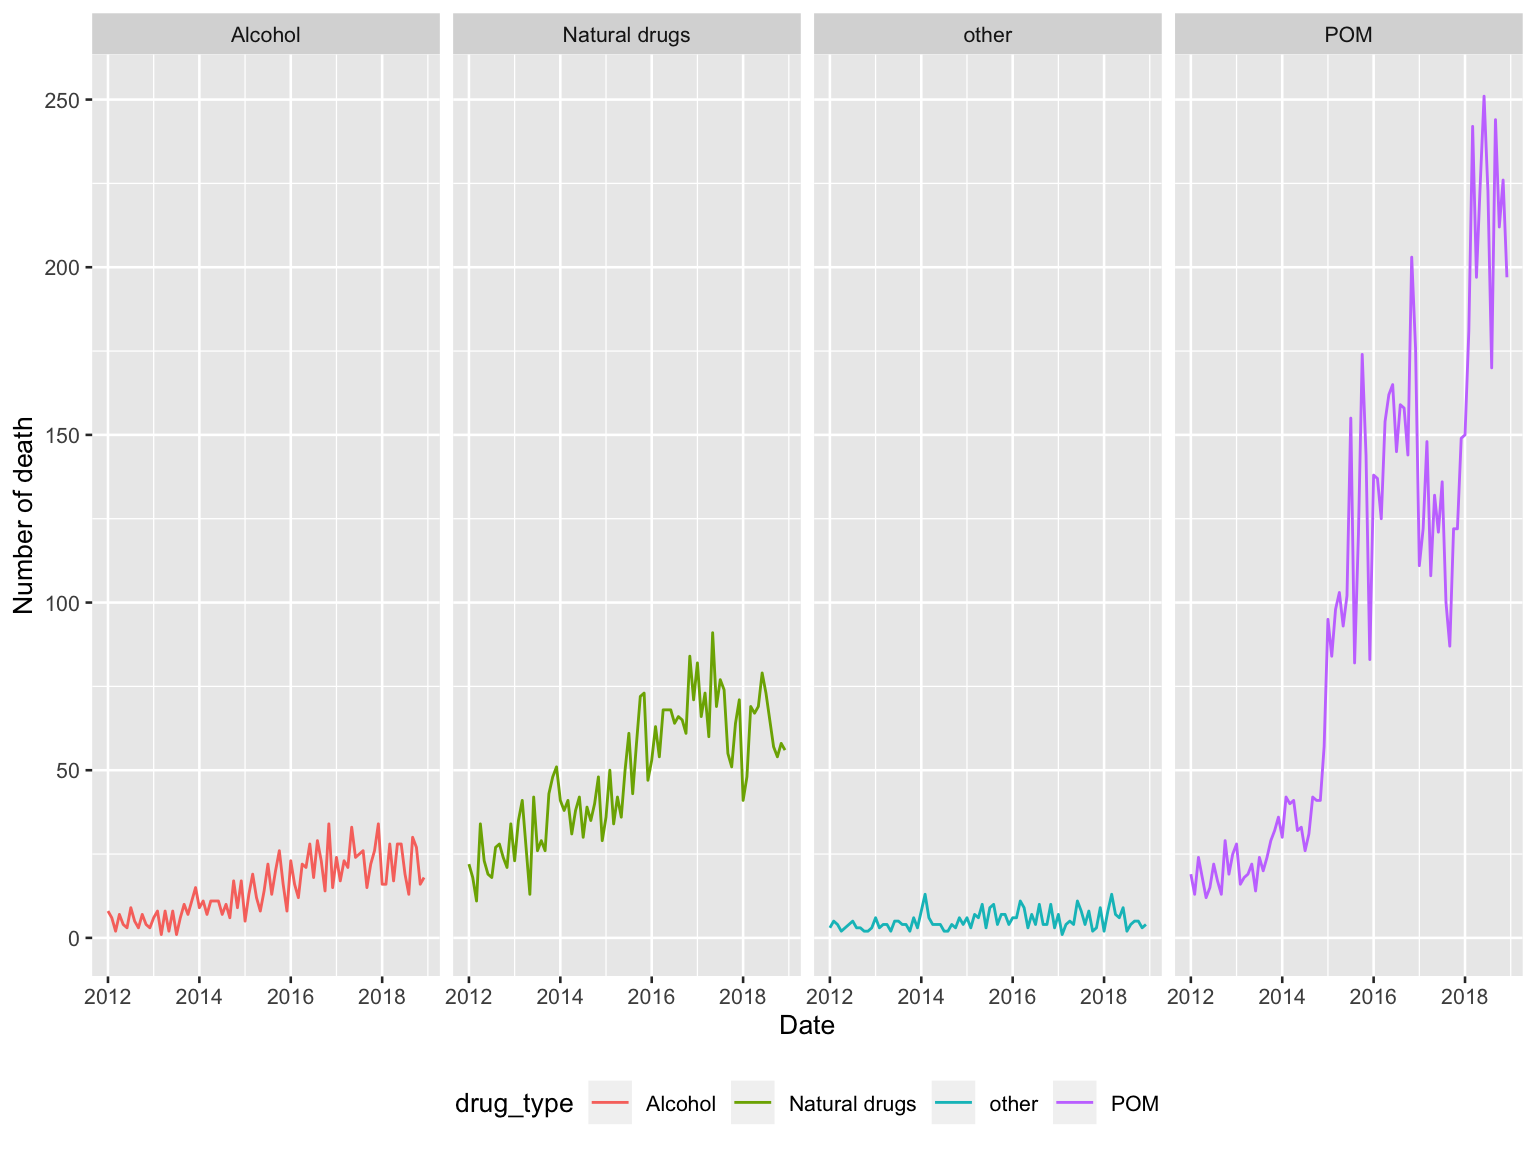 Alcohol Natural drugs other POM
250
200
150
100
50
0
Number of death
2012 2014 2016 2018 2012 2014 2016 2018 2012 2014 2016 2018 2012 2014 2016 2018
Date
drug_type Alcohol Natural drugs other POM